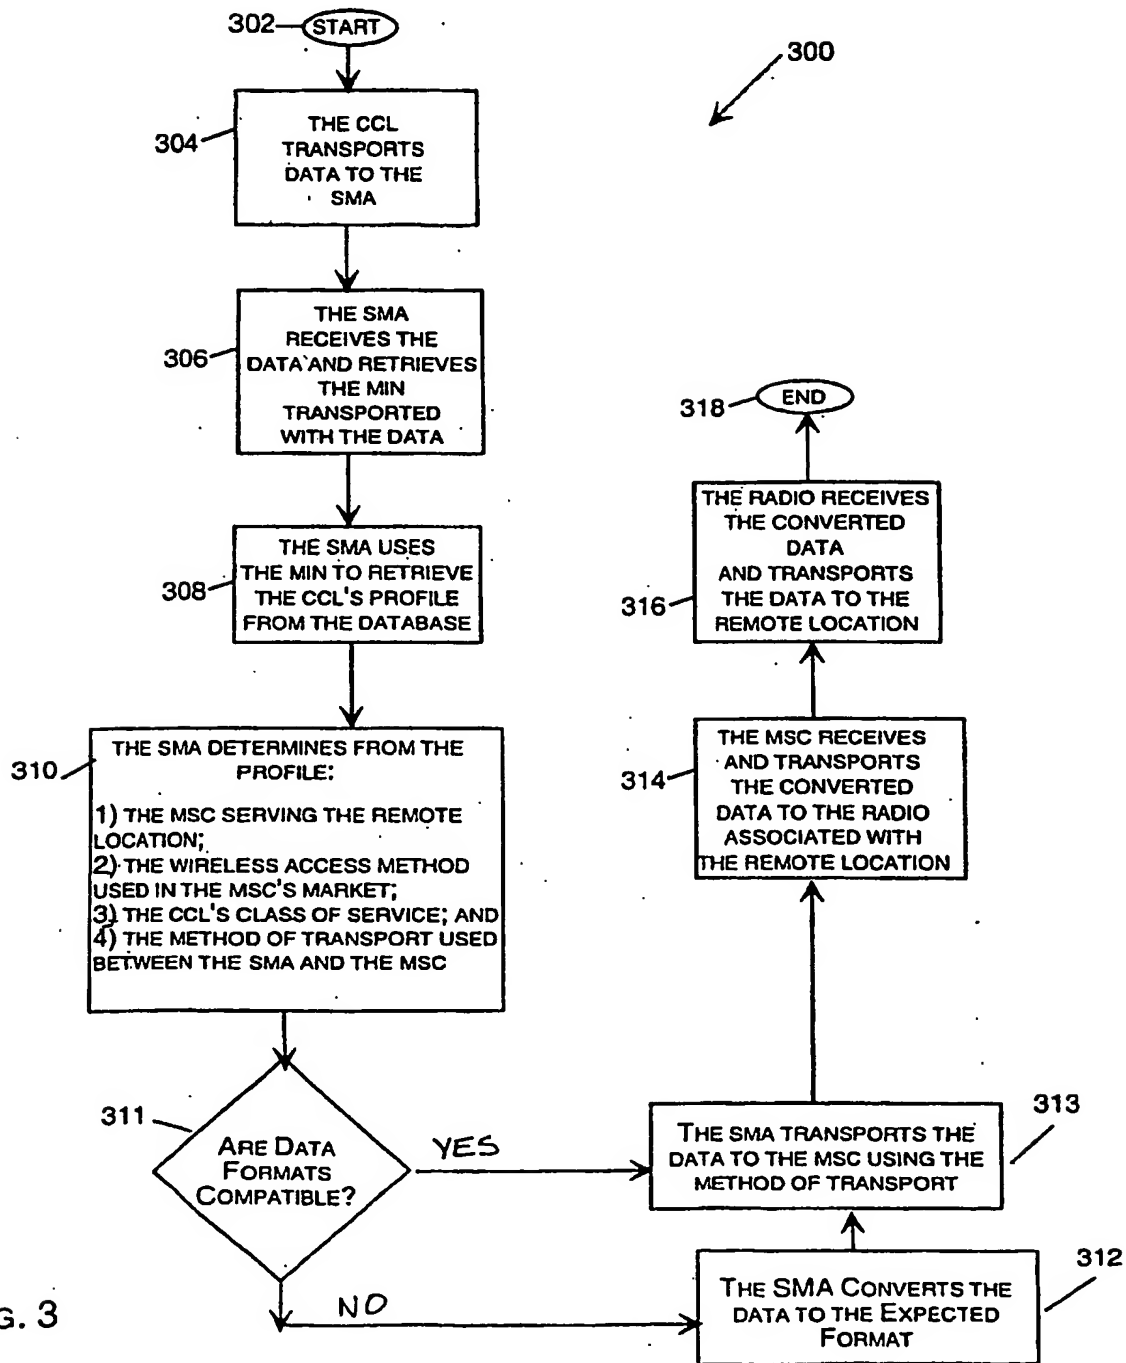 302
START
300
304
THE CCL
TRANSPORTS
DATA TO THE
SMA
306
THE SMA
RECEIVES THE
DATA AND RETRIEVES
THE MIN
TRANSPORTED
WITH THE DATA
308
THE SMA USES
THE MIN TO RETRIEVE
THE CCL'S PROFILE
FROM THE DATABASE
310
THE SMA DETERMINES FROM THE
PROFILE:
1) THE MSC SERVING THE REMOTE
LOCATION;
2) THE WIRELESS ACCESS METHOD
USED IN THE MSC'S MARKET;
3) THE CCL'S CLASS OF SERVICE; AND
4) THE METHOD OF TRANSPORT USED
BETWEEN THE SMA AND THE MSC
311
ARE DATA
FORMATS
COMPATIBLE?
YES
NO
312
THE SMA CONVERTS THE
DATA TO THE EXPECTED
FORMAT
313
THE SMA TRANSPORTS THE
DATA TO THE MSC USING THE
METHOD OF TRANSPORT
314
THE MSC RECEIVES
AND TRANSPORTS
THE CONVERTED
DATA TO THE RADIO
ASSOCIATED WITH
THE REMOTE LOCATION
316
THE RADIO RECEIVES
THE CONVERTED
DATA
AND TRANSPORTS
THE DATA TO THE
REMOTE LOCATION
318
END
G. 3